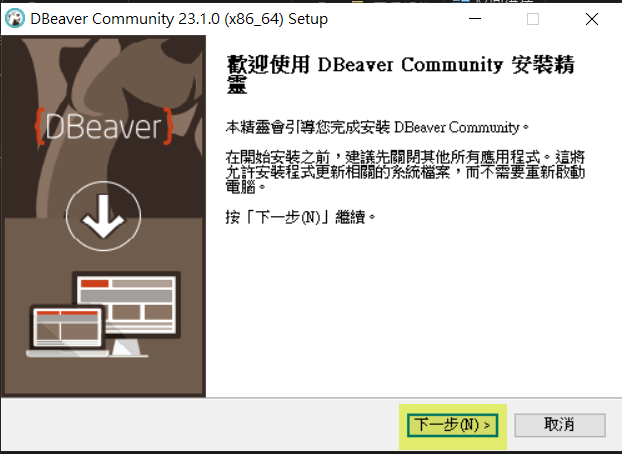 DBeaver Community 23.1.0 (x86_64) Setup
{DBeaver}
歡迎使用 DBeaver Community 安裝精
靈
本精靈會引導您完成安裝 DBeaver Community。
在開始安裝之前，建議先關閉其他所有應用程式。這將
允許安裝程式更新相關的系統檔案，而不需要重新啟動
電腦。
按「下一步(N)」繼續。
下一步(N) >
取消